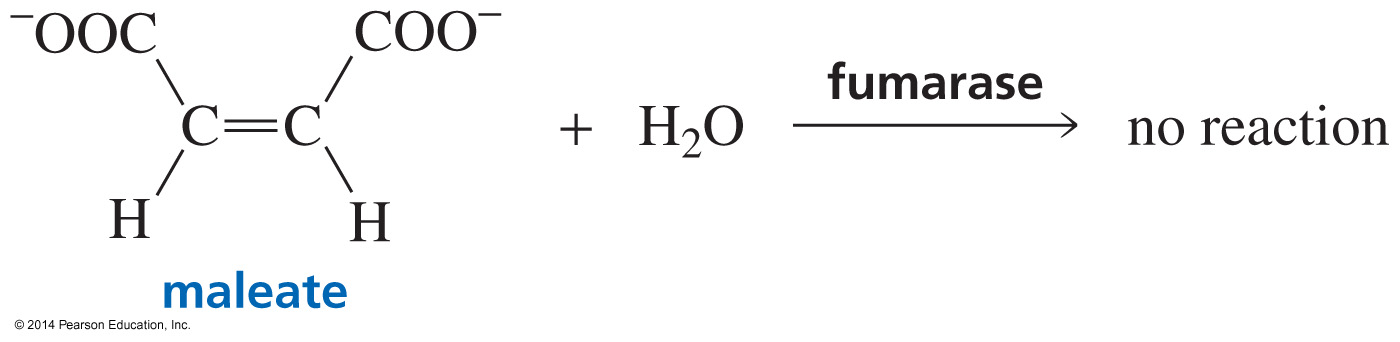 ⁻OOC COO⁻
fumarase
C=C + H₂O → no reaction
H H
maleate
© 2014 Pearson Education, Inc.